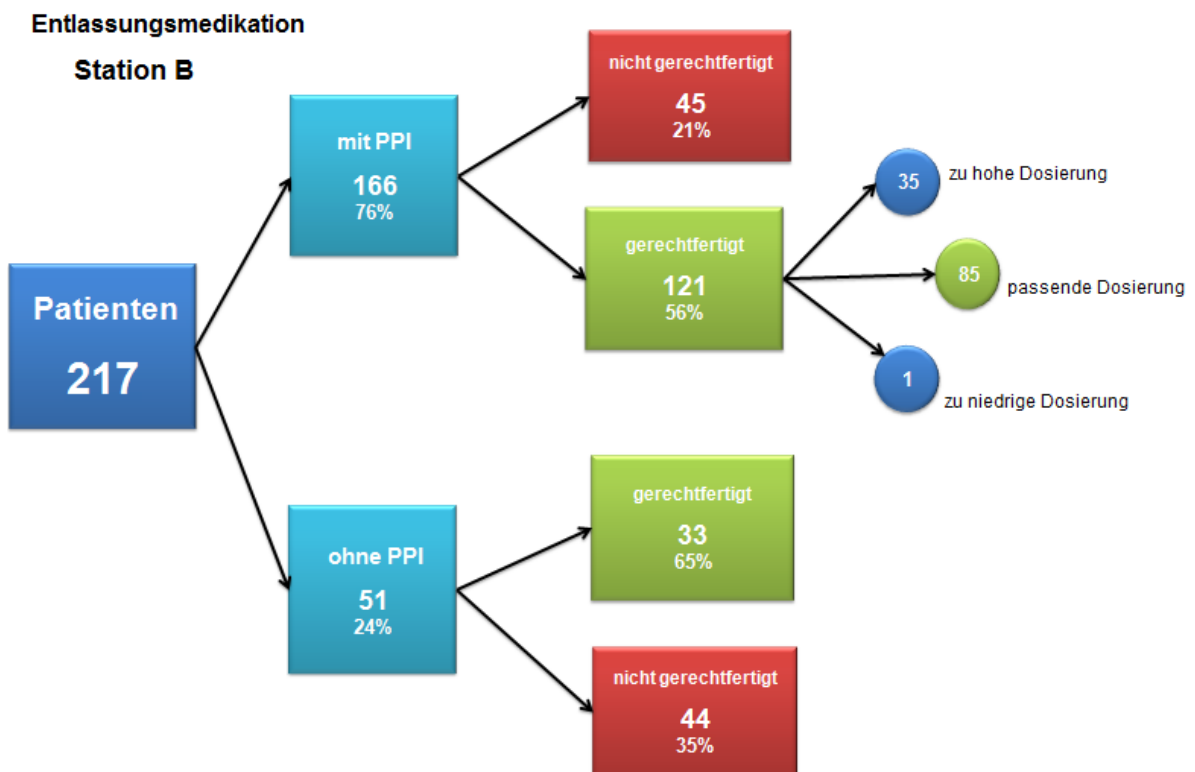 Entlassungsmedikation
Station B
Patienten
217
mit PPI
166
76%
nicht gerechtfertigt
45
21%
gerechtfertigt
121
56%
35
zu hohe Dosierung
85
passende Dosierung
1
zu niedrige Dosierung
ohne PPI
51
24%
gerechtfertigt
33
65%
nicht gerechtfertigt
44
35%